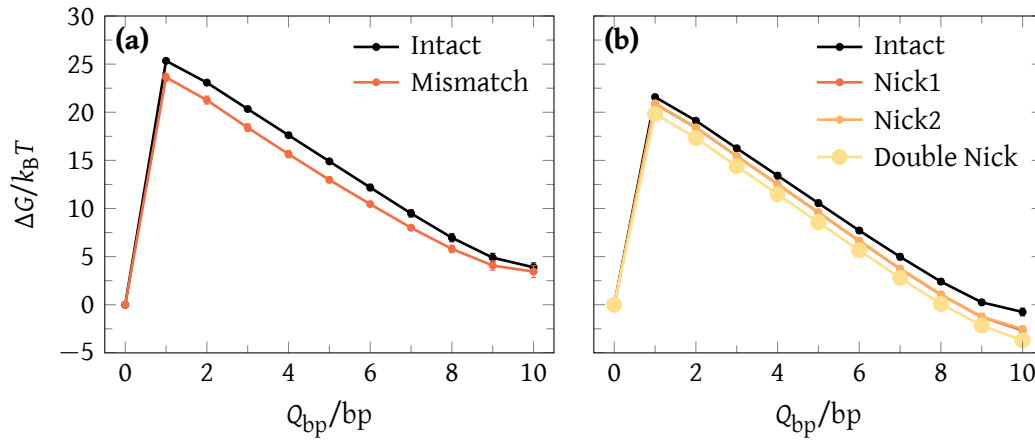 (a)
Intact
Mismatch
ΔG/k_BT
30
25
20
15
10
5
0
−5
0 2 4 6 8 10
Q_bp/bp
(b)
Intact
Nick1
Nick2
Double Nick
0 2 4 6 8 10
Q_bp/bp